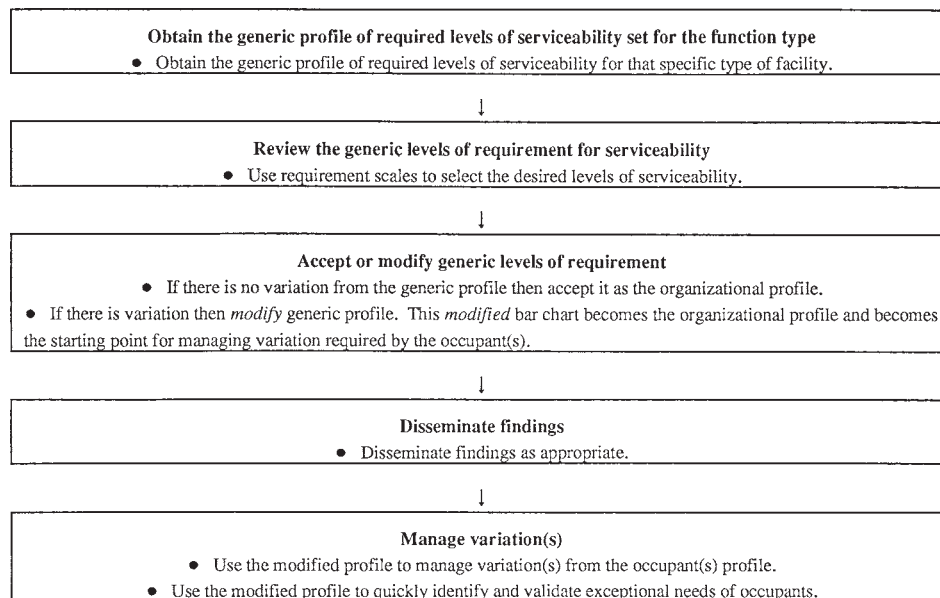 Obtain the generic profile of required levels of serviceability set for the function type
● Obtain the generic profile of required levels of serviceability for that specific type of facility.
↓
Review the generic levels of requirement for serviceability
● Use requirement scales to select the desired levels of serviceability.
↓
Accept or modify generic levels of requirement
● If there is no variation from the generic profile then accept it as the organizational profile.
● If there is variation then modify generic profile. This modified bar chart becomes the organizational profile and becomes
the starting point for managing variation required by the occupant(s).
↓
Disseminate findings
● Disseminate findings as appropriate.
↓
Manage variation(s)
● Use the modified profile to manage variation(s) from the occupant(s) profile.
● Use the modified profile to quickly identify and validate exceptional needs of occupants.